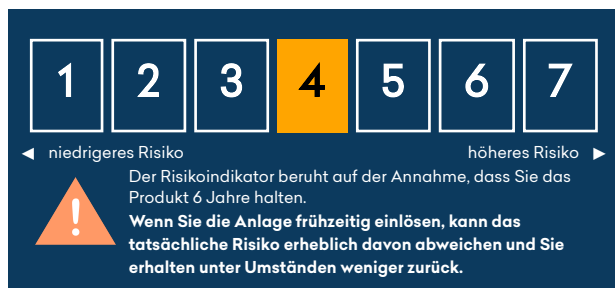 1 2 3 4 5 6 7
◄ niedrigeres Risiko höheres Risiko ►
Der Risikoindikator beruht auf der Annahme, dass Sie das
Produkt 6 Jahre halten.
!
Wenn Sie die Anlage frühzeitig einlösen, kann das
tatsächliche Risiko erheblich davon abweichen und Sie
erhalten unter Umständen weniger zurück.